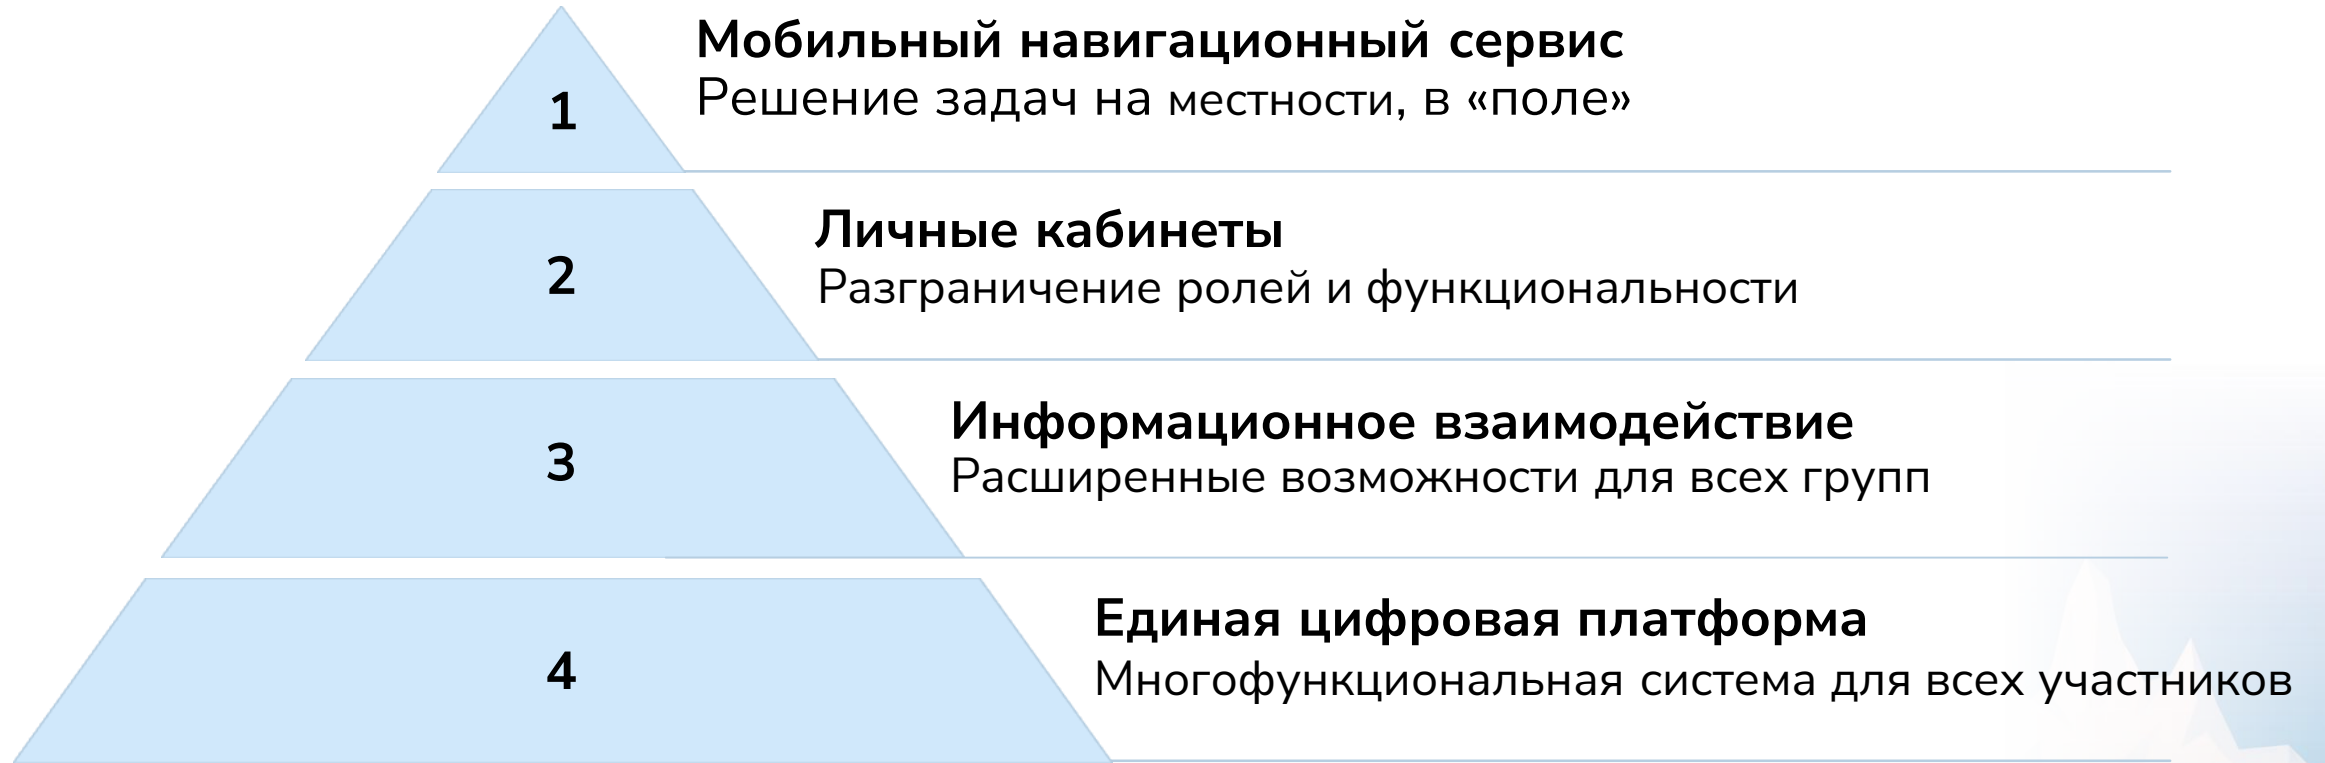 1
Мобильный навигационный сервис
Решение задач на местности, в «поле»
2
Личные кабинеты
Разграничение ролей и функциональности
3
Информационное взаимодействие
Расширенные возможности для всех групп
4
Единая цифровая платформа
Многофункциональная система для всех участников